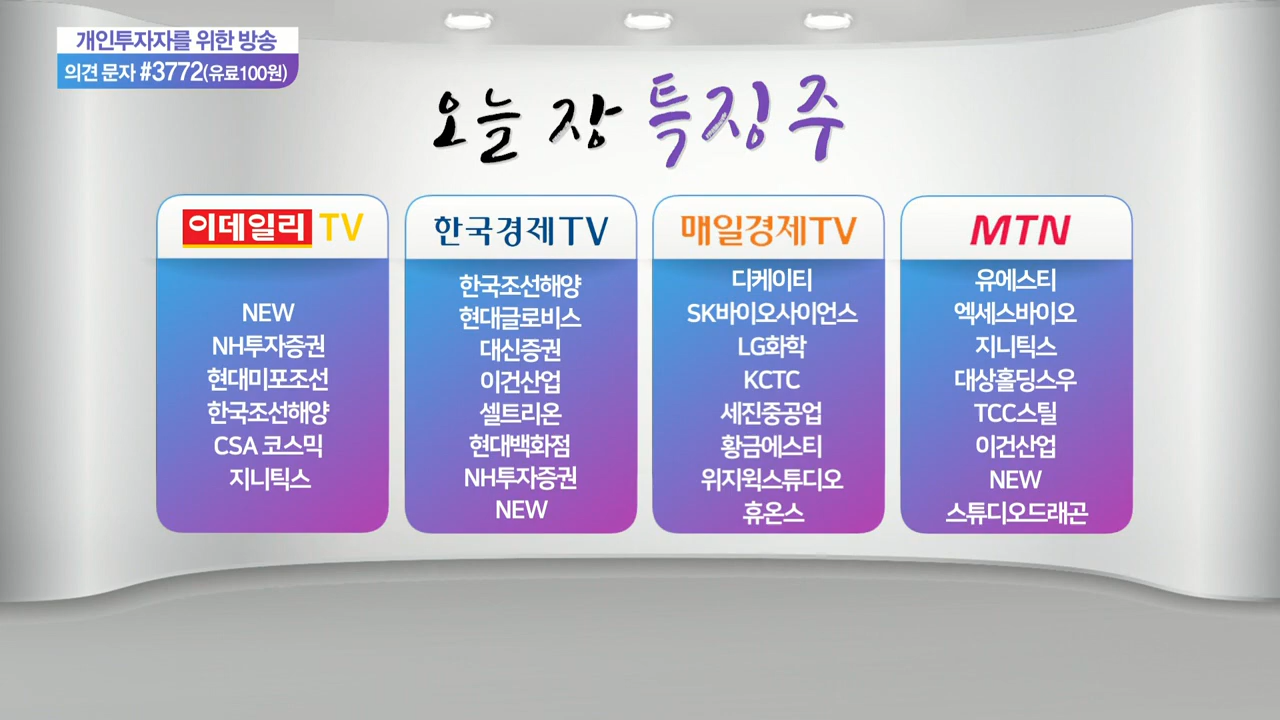 개인투자자를 위한 방송
의견 문자 #3772(유료100원)
오늘 장 특징주
이데일리 TV
NEW
NH투자증권
현대미포조선
한국조선해양
CSA 코스믹
지니틱스
한국경제TV
한국조선해양
현대글로비스
대신증권
이건산업
셀트리온
현대백화점
NH투자증권
NEW
매일경제TV
디케이티
SK바이오사이언스
LG화학
KCTC
세진중공업
황금에스티
위지윅스튜디오
휴온스
MTN
유에스티
엑세스바이오
지니틱스
대상홀딩스우
TCC스틸
이건산업
NEW
스튜디오드래곤